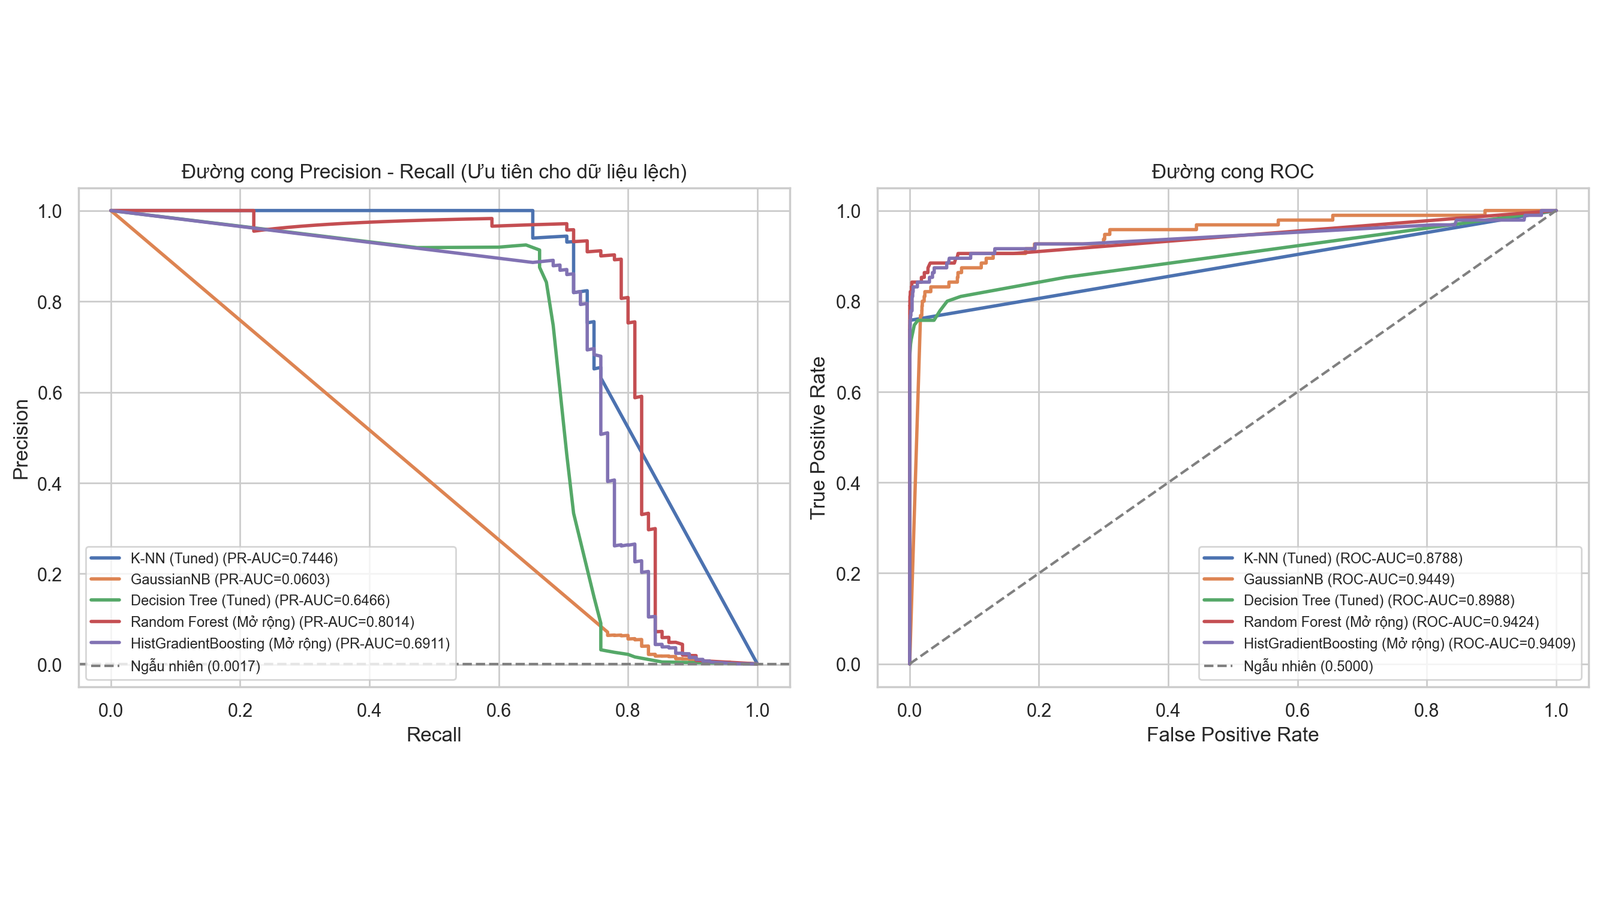 Đường cong Precision - Recall (Ưu tiên cho dữ liệu lệch)
Precision
1.0
0.8
0.6
0.4
0.2
0.0
K-NN (Tuned) (PR-AUC=0.7446)
GaussianNB (PR-AUC=0.0603)
Decision Tree (Tuned) (PR-AUC=0.6466)
Random Forest (Mở rộng) (PR-AUC=0.8014)
HistGradientBoosting (Mở rộng) (PR-AUC=0.6911)
Ngẫu nhiên (0.0017)
0.0 0.2 0.4 0.6 0.8 1.0
Recall
Đường cong ROC
True Positive Rate
1.0
0.8
0.6
0.4
0.2
0.0
K-NN (Tuned) (ROC-AUC=0.8788)
GaussianNB (ROC-AUC=0.9449)
Decision Tree (Tuned) (ROC-AUC=0.8988)
Random Forest (Mở rộng) (ROC-AUC=0.9424)
HistGradientBoosting (Mở rộng) (ROC-AUC=0.9409)
Ngẫu nhiên (0.5000)
0.0 0.2 0.4 0.6 0.8 1.0
False Positive Rate